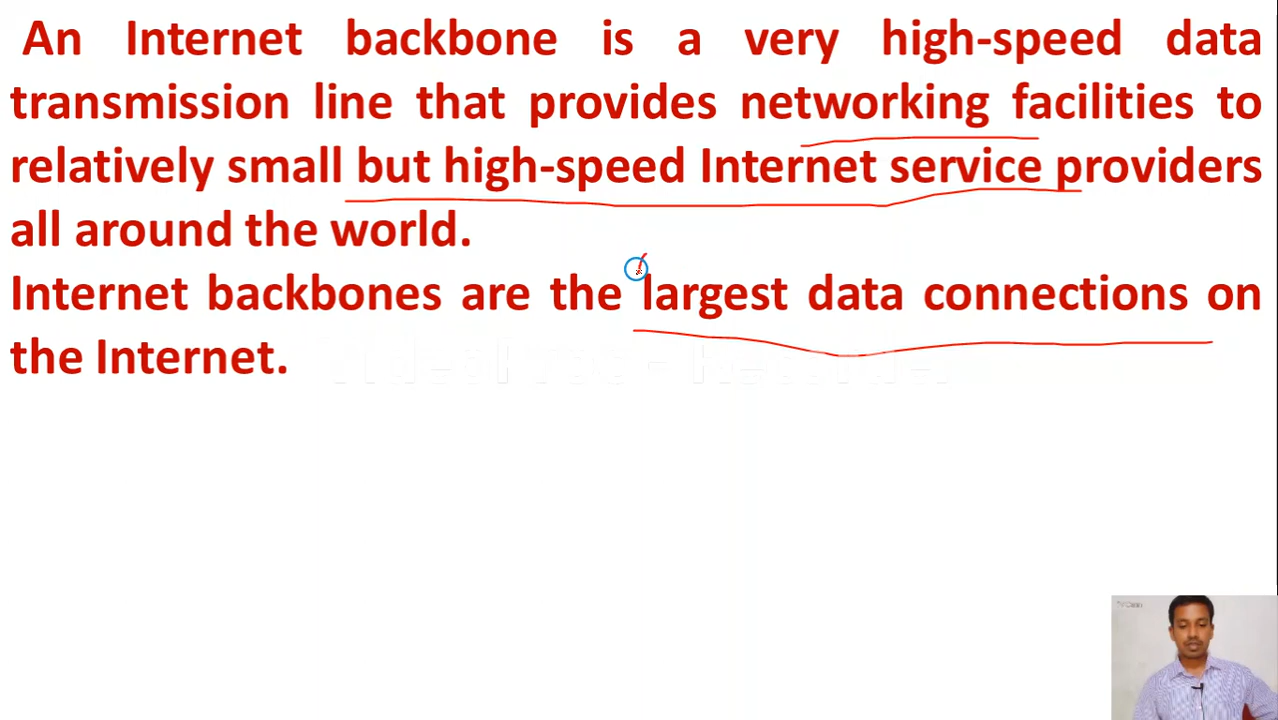 An Internet backbone is a very high-speed data
transmission line that provides networking facilities to
relatively small but high-speed Internet service providers
all around the world.
Internet backbones are the largest data connections on
the Internet.